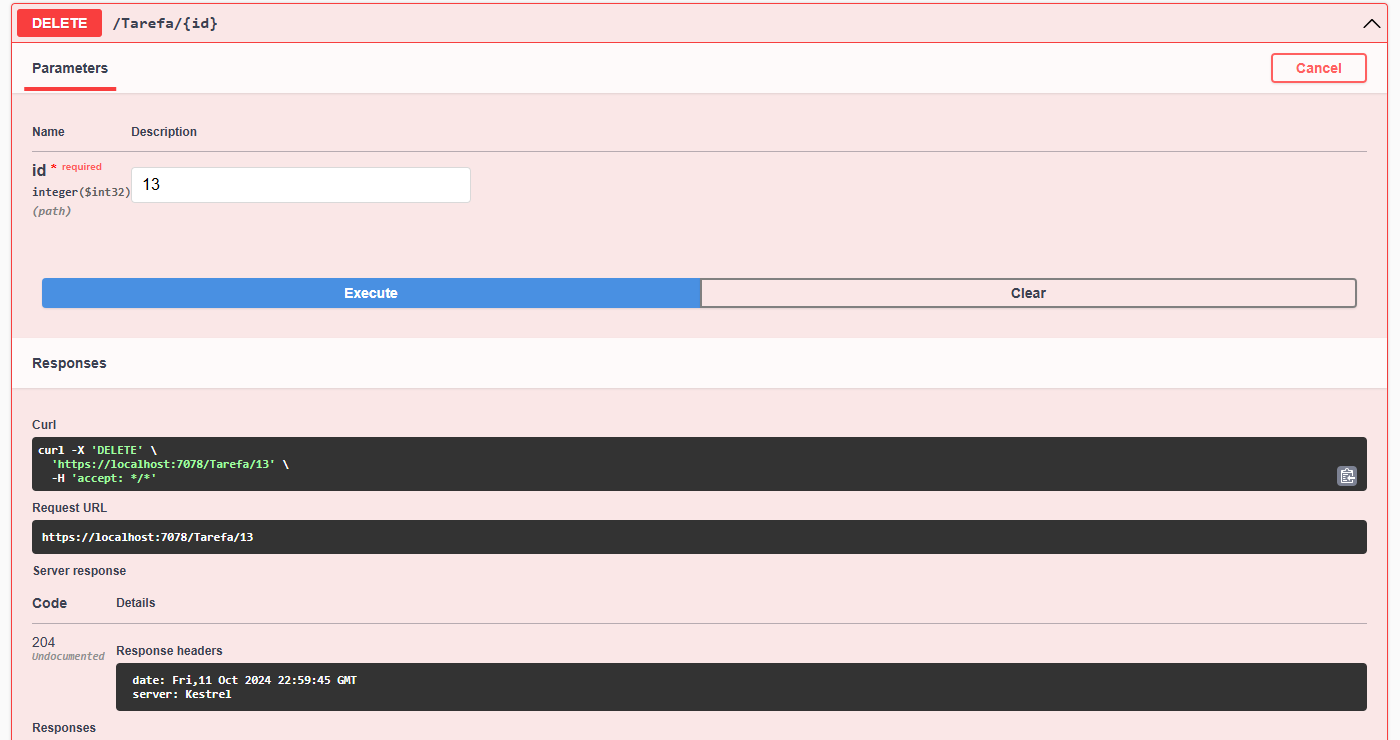 DELETE /Tarefa/{id}
Parameters
Cancel
Name Description
id * required
integer($int32)
(path)
13
Execute Clear
Responses
Curl
curl -X 'DELETE' \
  'https://localhost:7078/Tarefa/13' \
  -H 'accept: */*'
Request URL
https://localhost:7078/Tarefa/13
Server response
Code Details
204
Undocumented
Response headers
date: Fri,11 Oct 2024 22:59:45 GMT
server: Kestrel
Responses